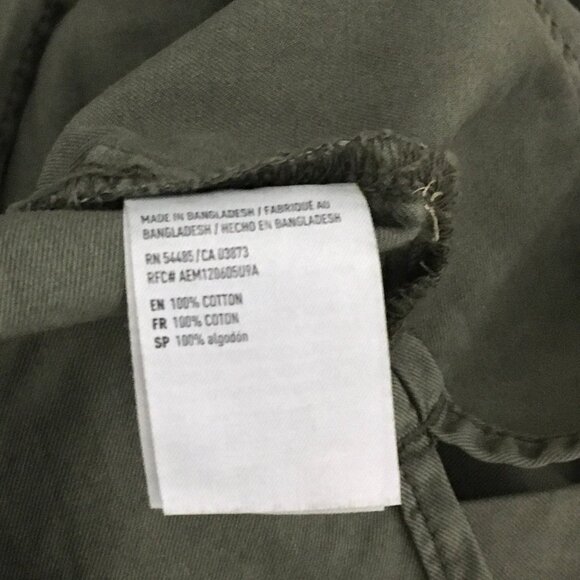 MADE IN BANGLADESH / FABRIQUÉ AU
BANGLADESH / HECHO EN BANGLADESH
RN 54485 / CA 03873
RFC# AEM120605U9A
EN 100% COTTON
FR 100% COTON
SP 100% algodón